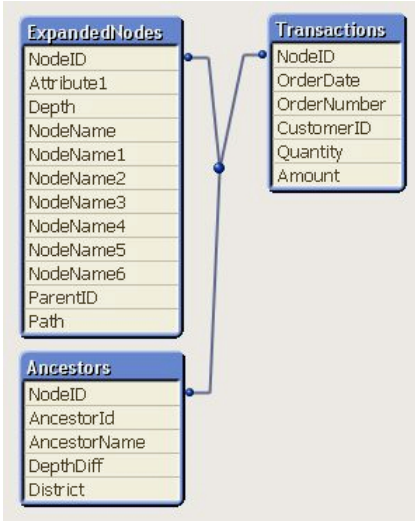 ExpandedNodes
NodeID
Attribute1
Depth
NodeName
NodeName1
NodeName2
NodeName3
NodeName4
NodeName5
NodeName6
ParentID
Path
Transactions
NodeID
OrderDate
OrderNumber
CustomerID
Quantity
Amount
Ancestors
NodeID
AncestorId
AncestorName
DepthDiff
District